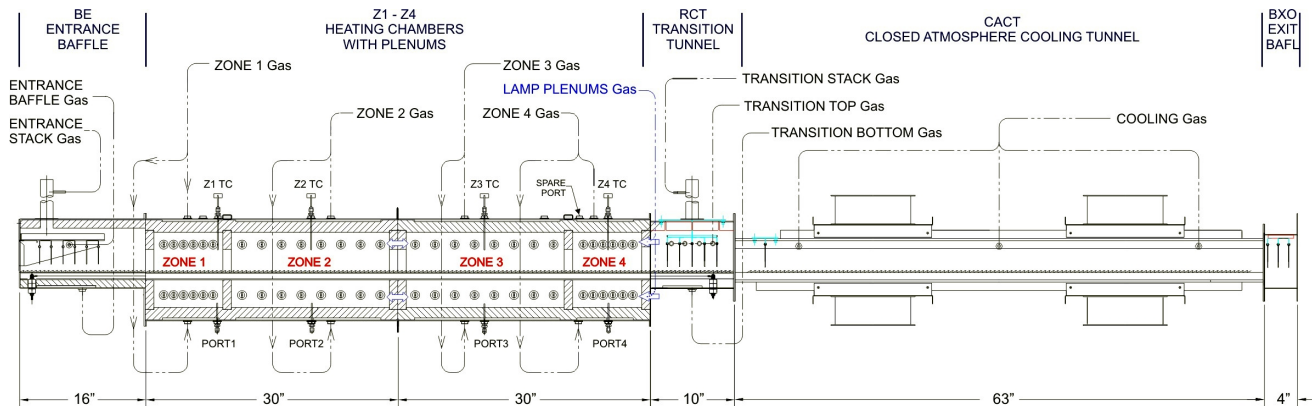 BE
ENTRANCE
BAFFLE
Z1 - Z4
HEATING CHAMBERS
WITH PLENUMS
RCT
TRANSITION
TUNNEL
CACT
CLOSED ATMOSPHERE COOLING TUNNEL
BXO
EXIT
BAFL
ENTRANCE
BAFFLE Gas
ENTRANCE
STACK Gas
ZONE 1 Gas
ZONE 2 Gas
ZONE 3 Gas
LAMP PLENUMS Gas
ZONE 4 Gas
TRANSITION STACK Gas
TRANSITION TOP Gas
TRANSITION BOTTOM Gas
COOLING Gas
Z1 TC
Z2 TC
Z3 TC
SPARE
PORT
Z4 TC
ZONE 1
ZONE 2
ZONE 3
ZONE 4
PORT1
PORT2
PORT3
PORT4
16”
30”
30”
10”
63”
4”